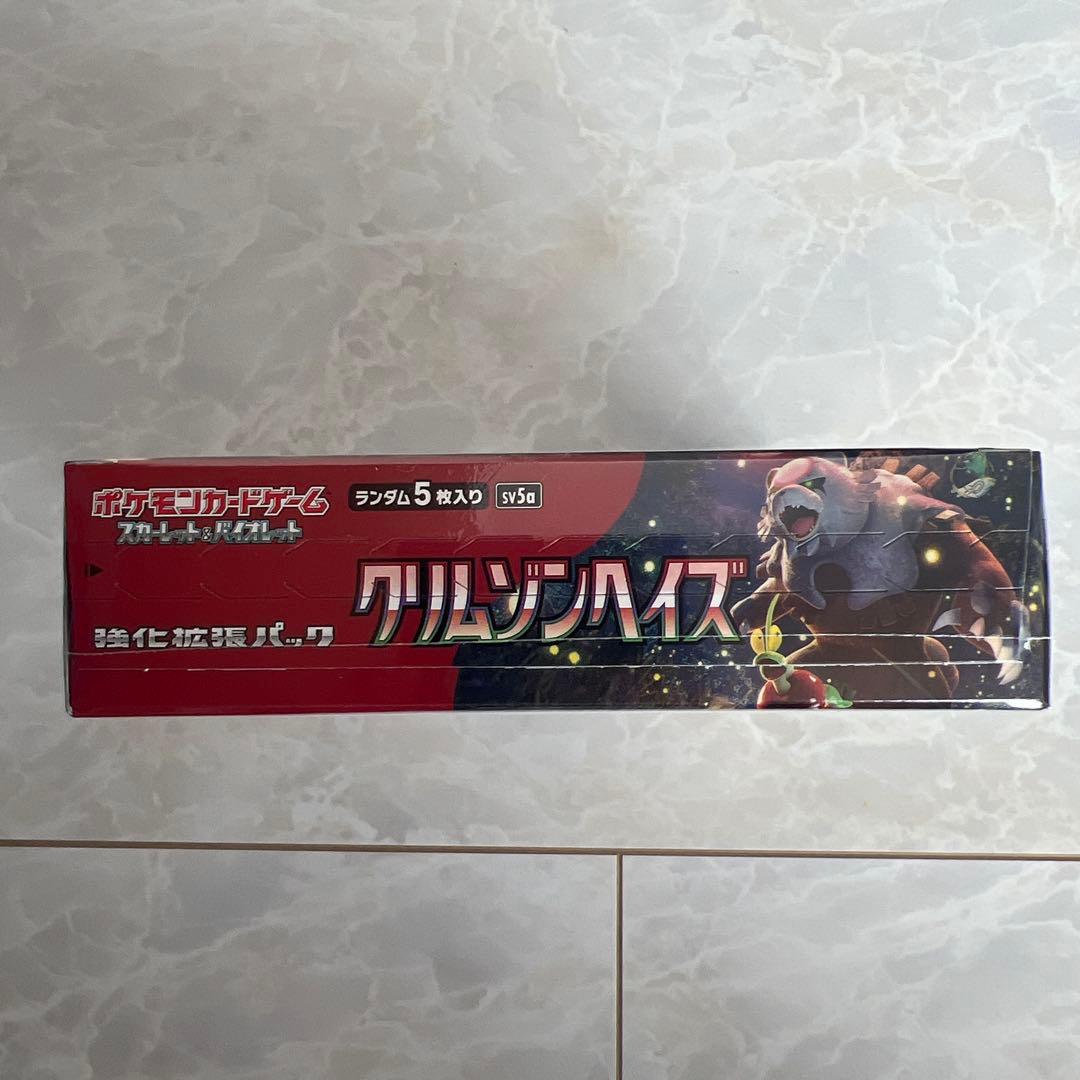 ポケモンカードゲーム
スカーレット&バイオレット
ランダム5枚入り sv5a
強化拡張パック
クリムゾンヘイズ